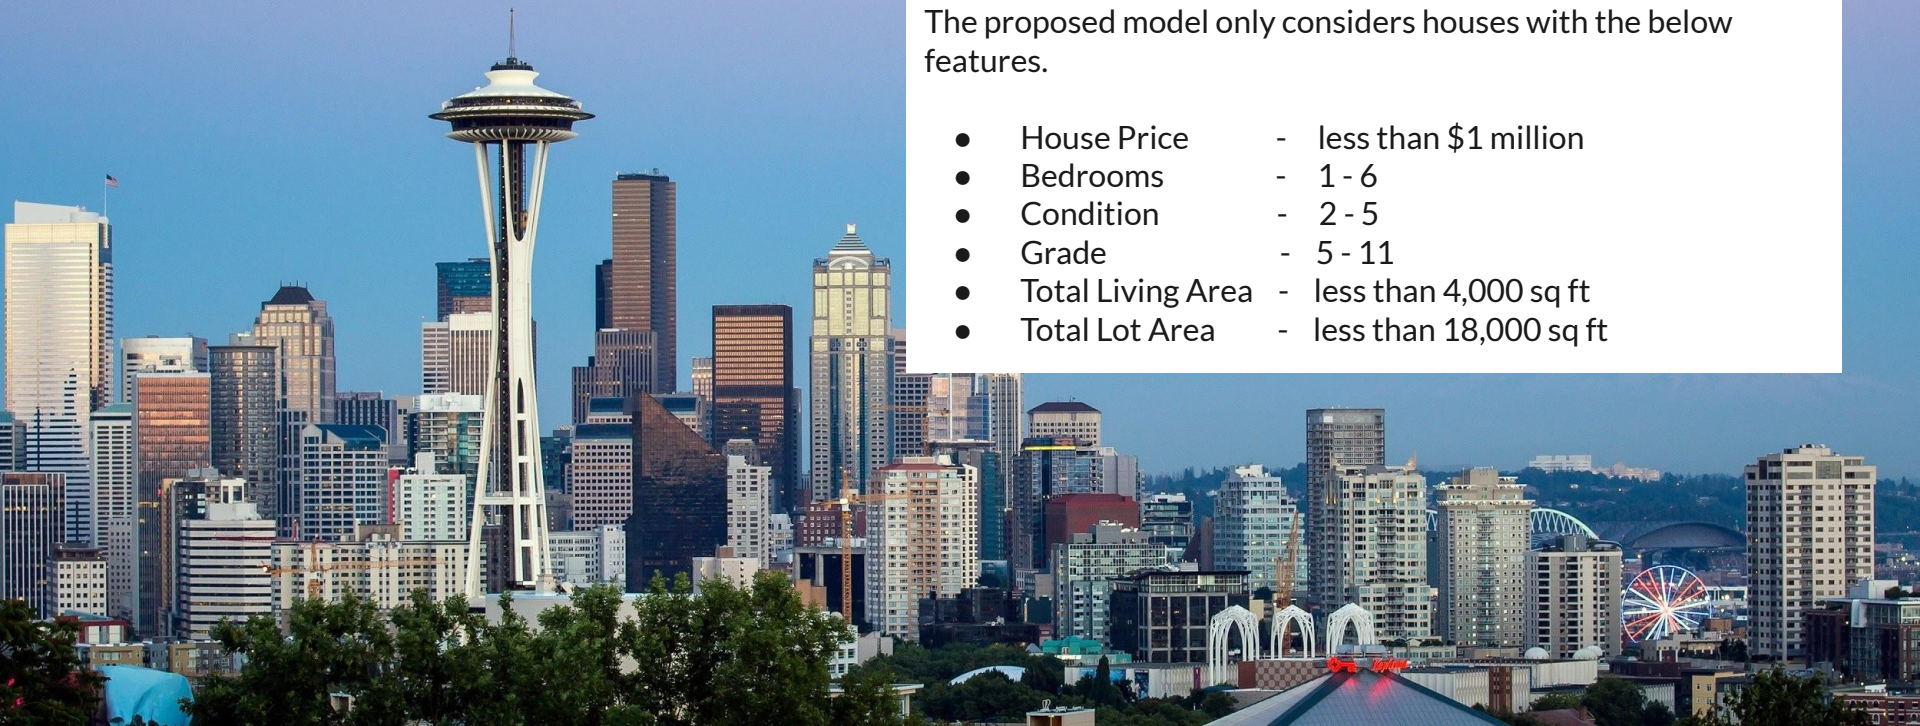 The proposed model only considers houses with the below
features.
● House Price - less than $1 million
● Bedrooms - 1 - 6
● Condition - 2 - 5
● Grade - 5 - 11
● Total Living Area - less than 4,000 sq ft
● Total Lot Area - less than 18,000 sq ft